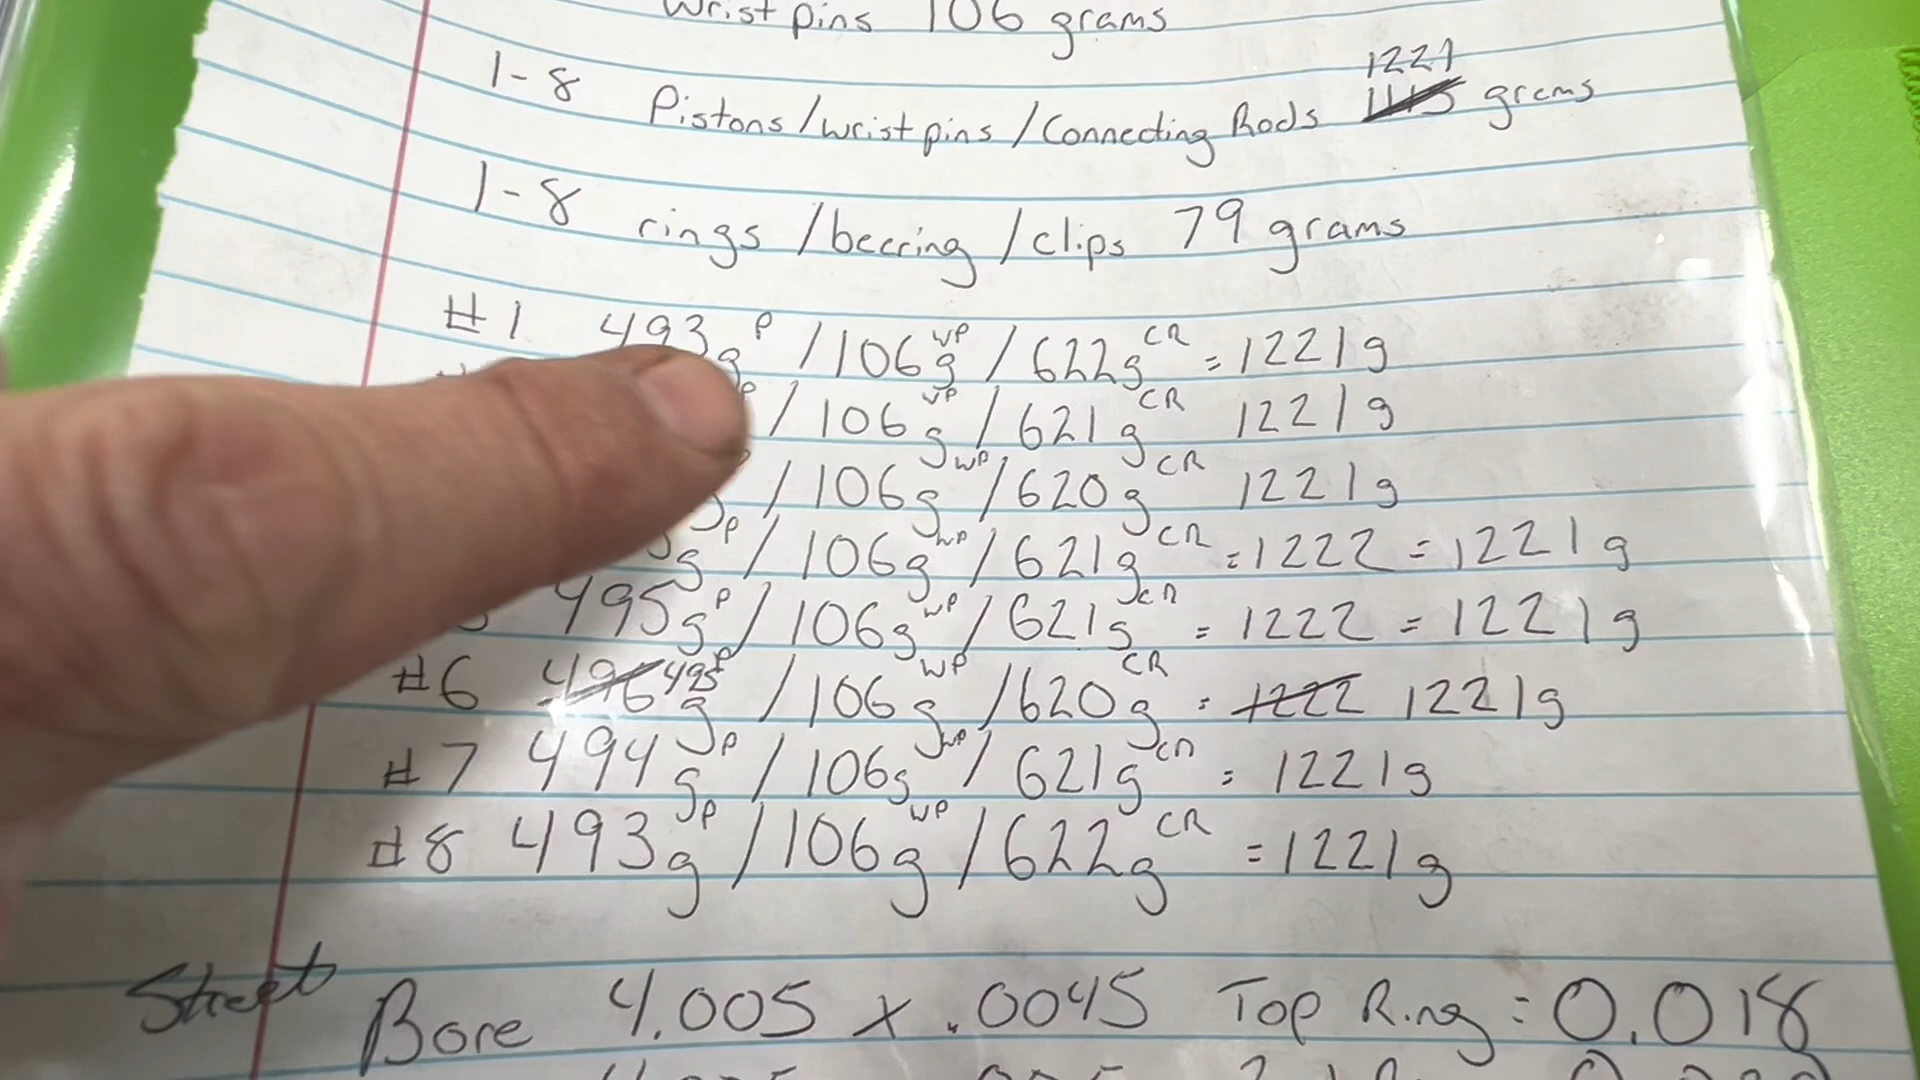 wrist pins 106 grams
1221
1-8 Pistons/wrist pins/Connecting Rods grams
1-8 rings/bearing/clips 79 grams
#1 493g P /106g WP /622g CR = 1221g
/106g WP /621g CR 1221g
/106g WP /620g CR 1221g
g P /106g WP /621g CR = 1222 = 1221g
495g P /106g WP /621g CR = 1222 = 1221g
#6 496 495g P /106g WP /620g CR = 1222 1221g
#7 494g P /106g WP /621g CR = 1221g
#8 493g P /106g WP /622g CR = 1221g
Street Bore 4.005 x .0045 Top Ring = 0.018